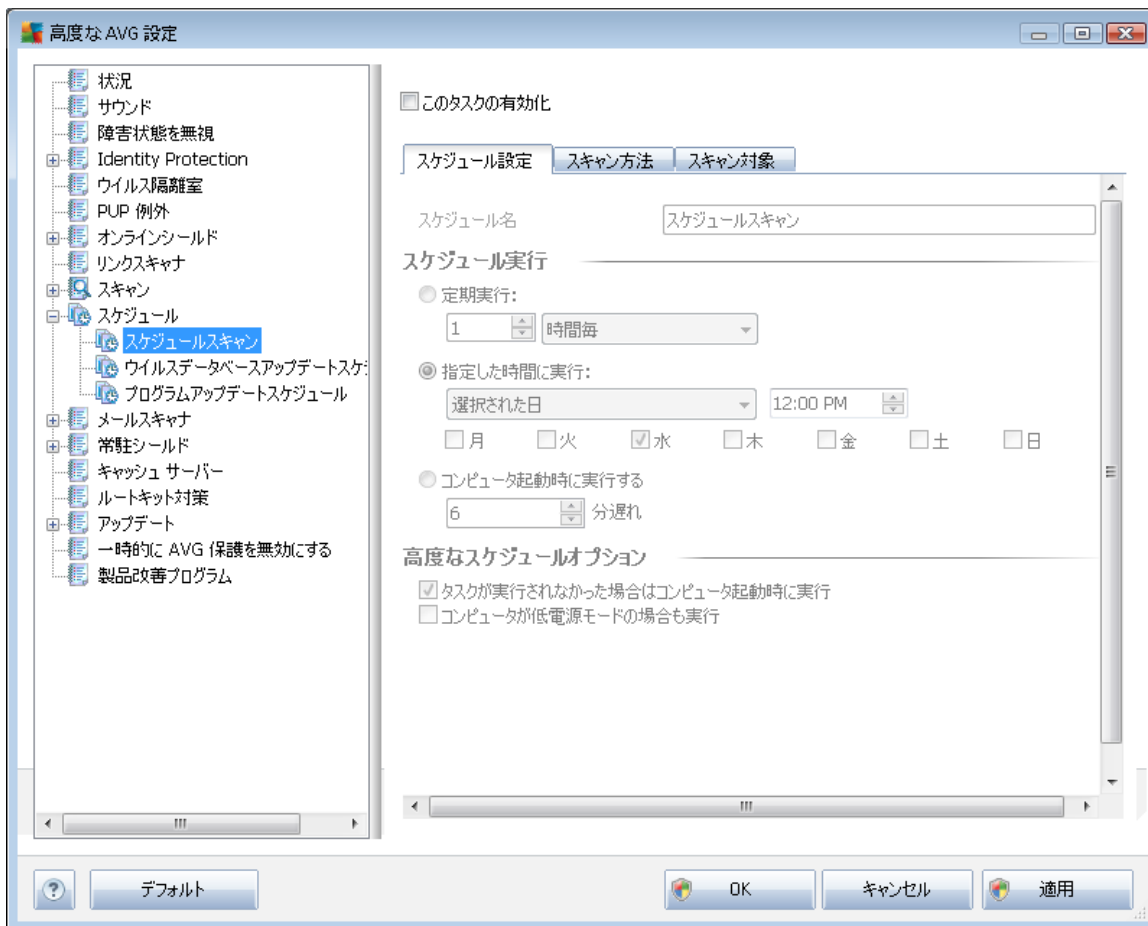 高度な AVG 設定
状況
サウンド
障害状態を無視
Identity Protection
ウイルス隔離室
PUP 例外
オンラインシールド
リンクスキャナ
スキャン
スケジュール
スケジュールスキャン
ウイルスデータベースアップデートスケ
プログラムアップデートスケジュール
メールスキャナ
常駐シールド
キャッシュ サーバー
ルートキット対策
アップデート
一時的に AVG 保護を無効にする
製品改善プログラム
このタスクの有効化
スケジュール設定 スキャン方法 スキャン対象
スケジュール名 スケジュールスキャン
スケジュール実行
定期実行:
1 時間毎
指定した時間に実行:
選択された日 12:00 PM
月 火 水 木 金 土 日
コンピュータ起動時に実行する
6 分遅れ
高度なスケジュールオプション
タスクが実行されなかった場合はコンピュータ起動時に実行
コンピュータが低電源モードの場合も実行
? デフォルト OK キャンセル 適用